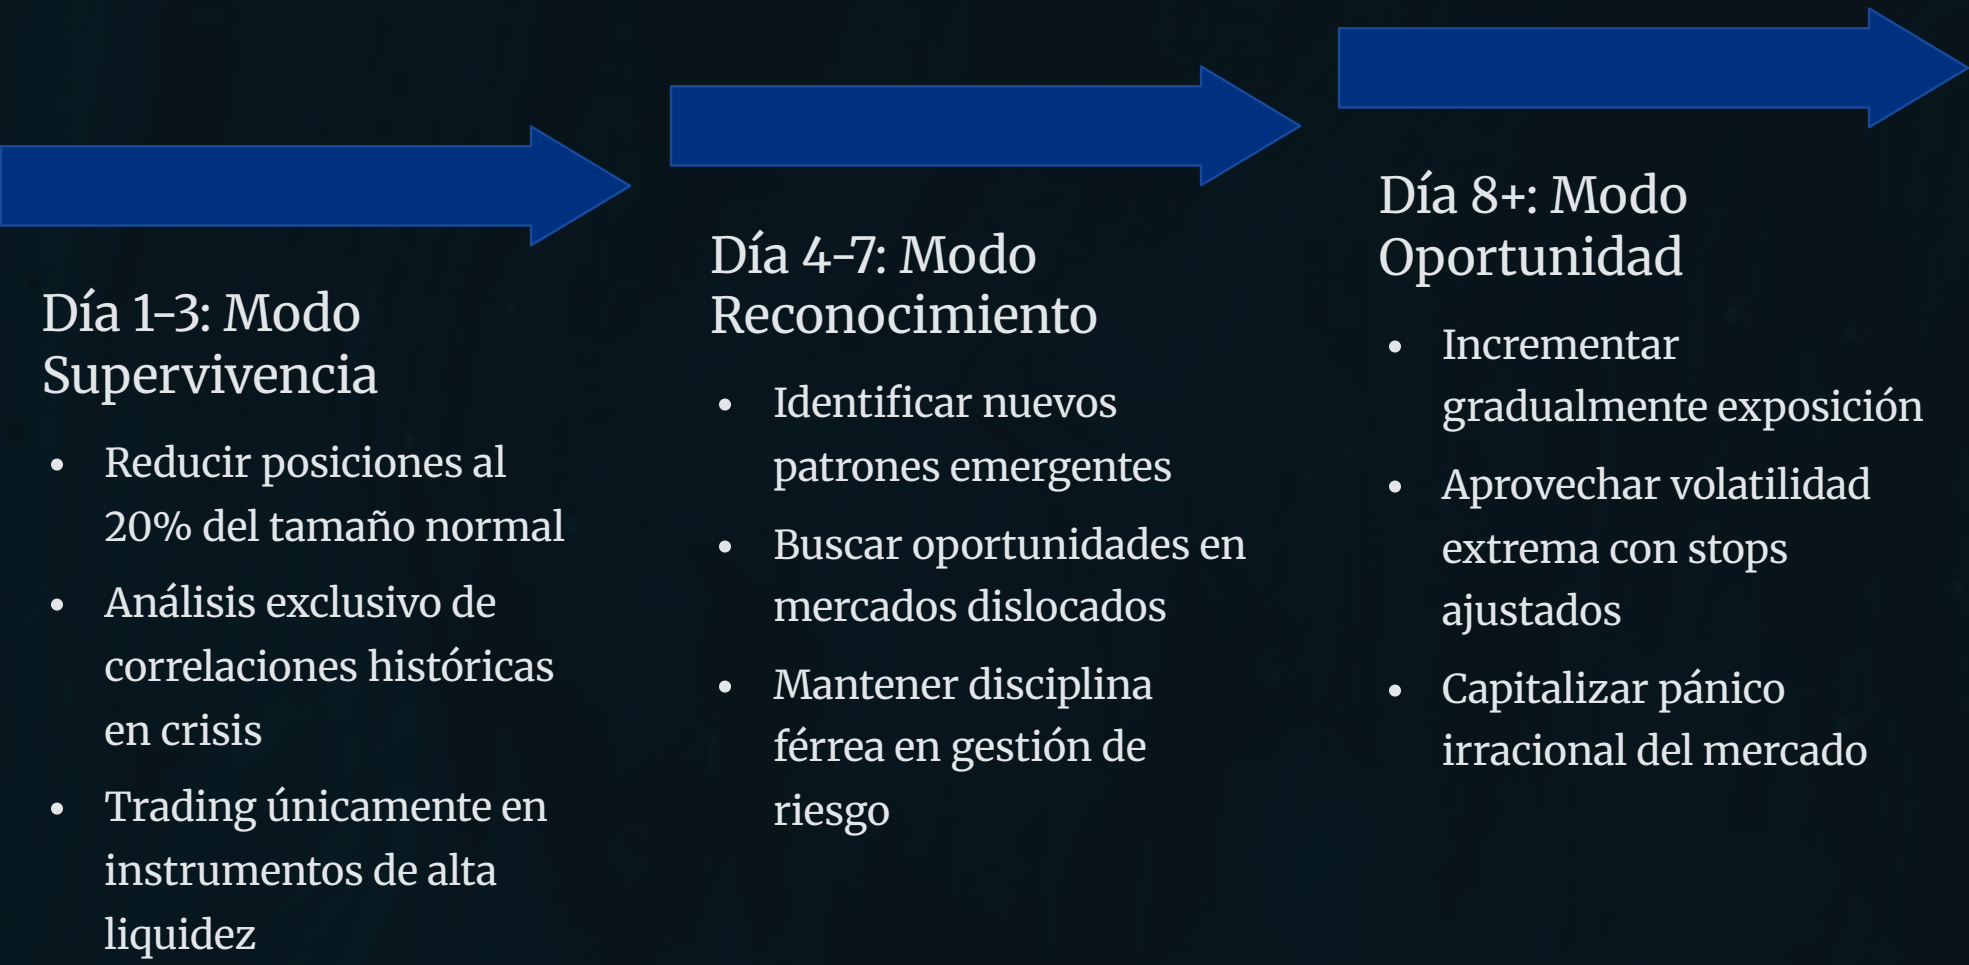 Día 1-3: Modo
Supervivencia
• Reducir posiciones al
20% del tamaño normal
• Análisis exclusivo de
correlaciones históricas
en crisis
• Trading únicamente en
instrumentos de alta
liquidez
Día 4-7: Modo
Reconocimiento
• Identificar nuevos
patrones emergentes
• Buscar oportunidades en
mercados dislocados
• Mantener disciplina
férrea en gestión de
riesgo
Día 8+: Modo
Oportunidad
• Incrementar
gradualmente exposición
• Aprovechar volatilidad
extrema con stops
ajustados
• Capitalizar pánico
irracional del mercado